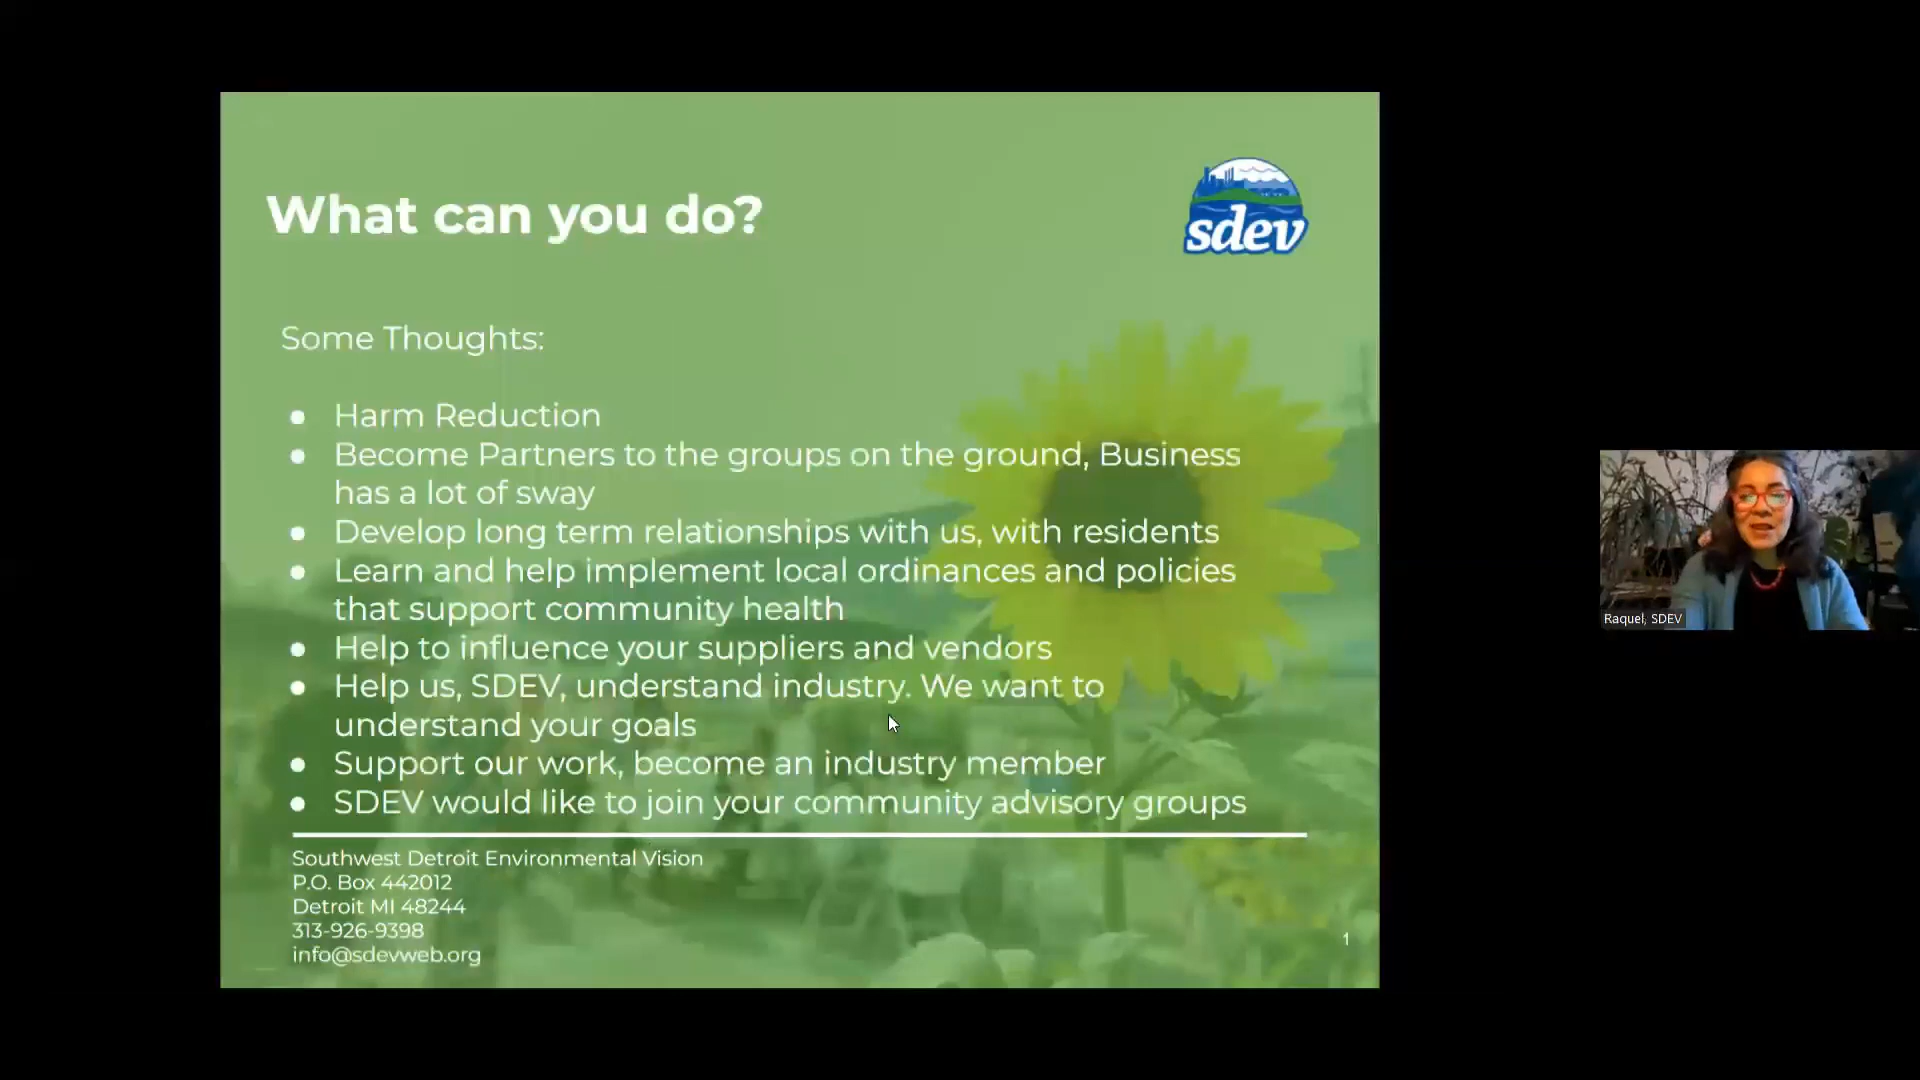 What can you do?
sdev
Some Thoughts:
● Harm Reduction
● Become Partners to the groups on the ground, Business
has a lot of sway
● Develop long term relationships with us, with residents
● Learn and help implement local ordinances and policies
that support community health
● Help to influence your suppliers and vendors
● Help us, SDEV, understand industry. We want to
understand your goals
● Support our work, become an industry member
● SDEV would like to join your community advisory groups
Southwest Detroit Environmental Vision
P.O. Box 442012
Detroit MI 48244
313-926-9398
info@sdevweb.org
1
Raquel, SDEV